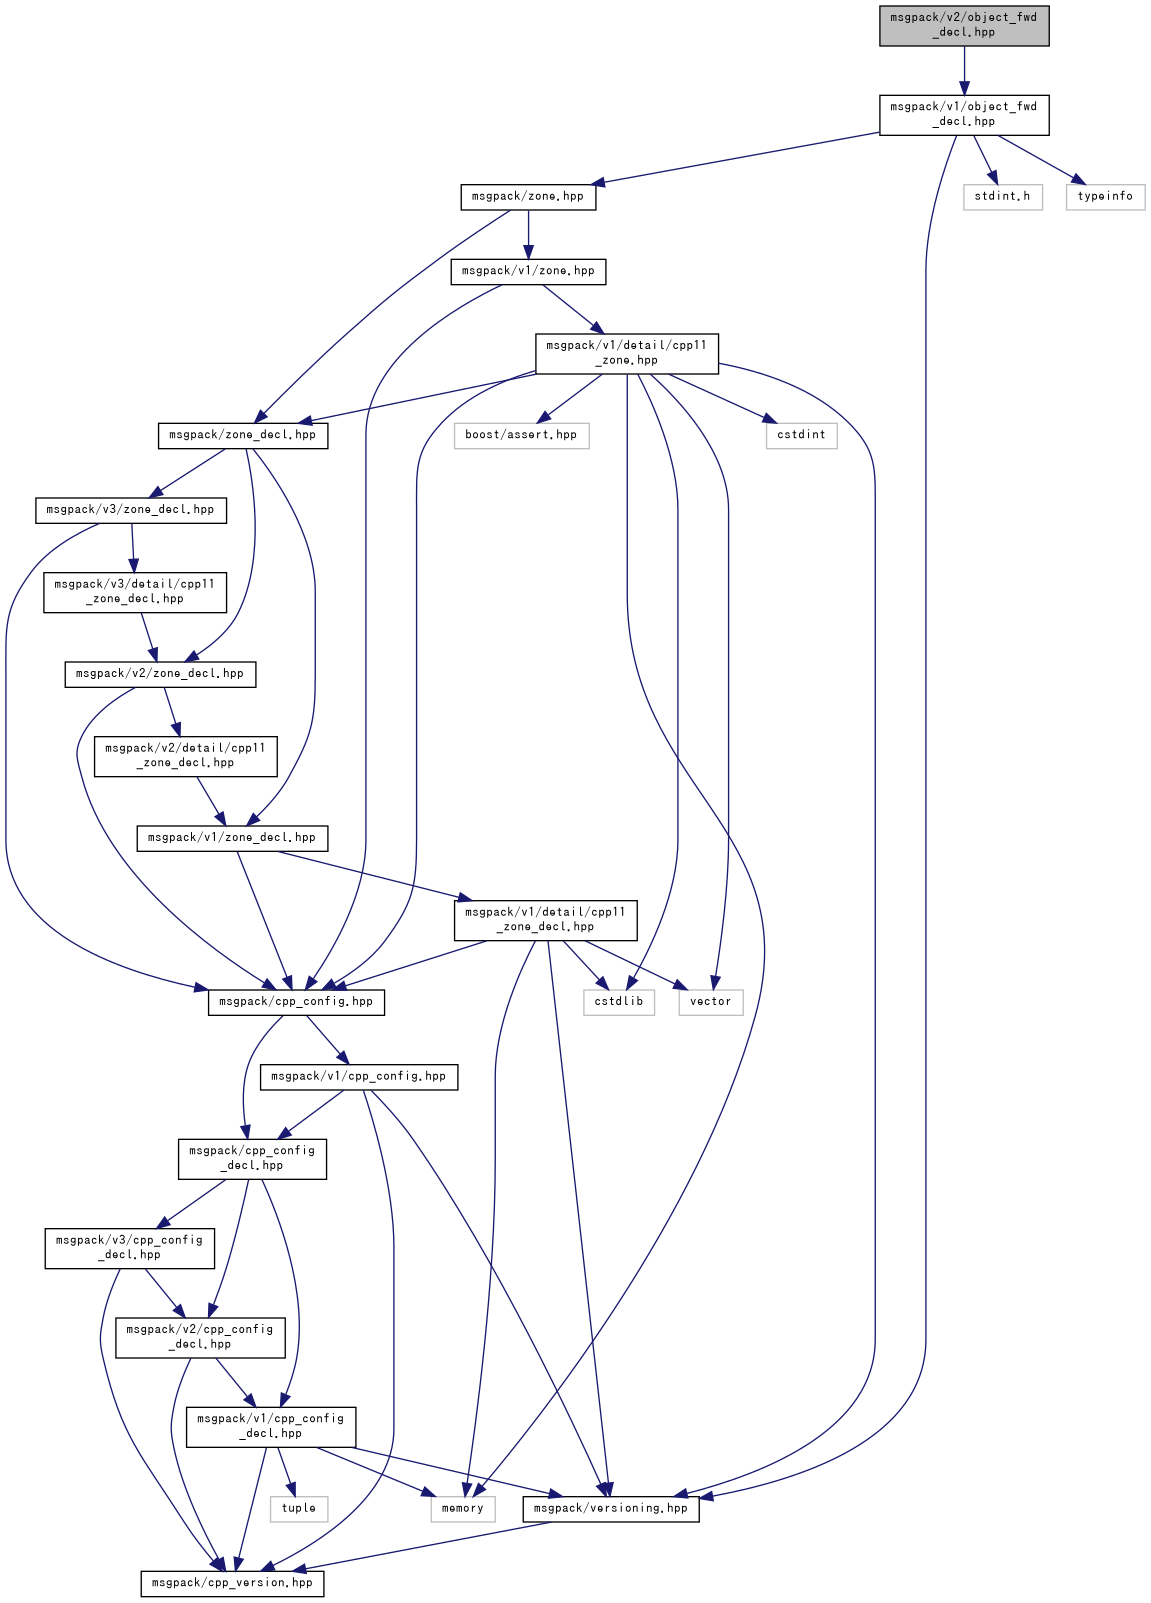 msgpack/v2/object_fwd
_decl.hpp
msgpack/v1/object_fwd
_decl.hpp
msgpack/zone.hpp
stdint.h
typeinfo
msgpack/v1/zone.hpp
msgpack/v1/detail/cpp11
_zone.hpp
msgpack/zone_decl.hpp
boost/assert.hpp
cstdint
msgpack/v3/zone_decl.hpp
msgpack/v3/detail/cpp11
_zone_decl.hpp
msgpack/v2/zone_decl.hpp
msgpack/v2/detail/cpp11
_zone_decl.hpp
msgpack/v1/zone_decl.hpp
msgpack/v1/detail/cpp11
_zone_decl.hpp
msgpack/cpp_config.hpp
cstdlib
vector
msgpack/v1/cpp_config.hpp
msgpack/cpp_config
_decl.hpp
msgpack/v3/cpp_config
_decl.hpp
msgpack/v2/cpp_config
_decl.hpp
msgpack/v1/cpp_config
_decl.hpp
tuple
memory
msgpack/versioning.hpp
msgpack/cpp_version.hpp